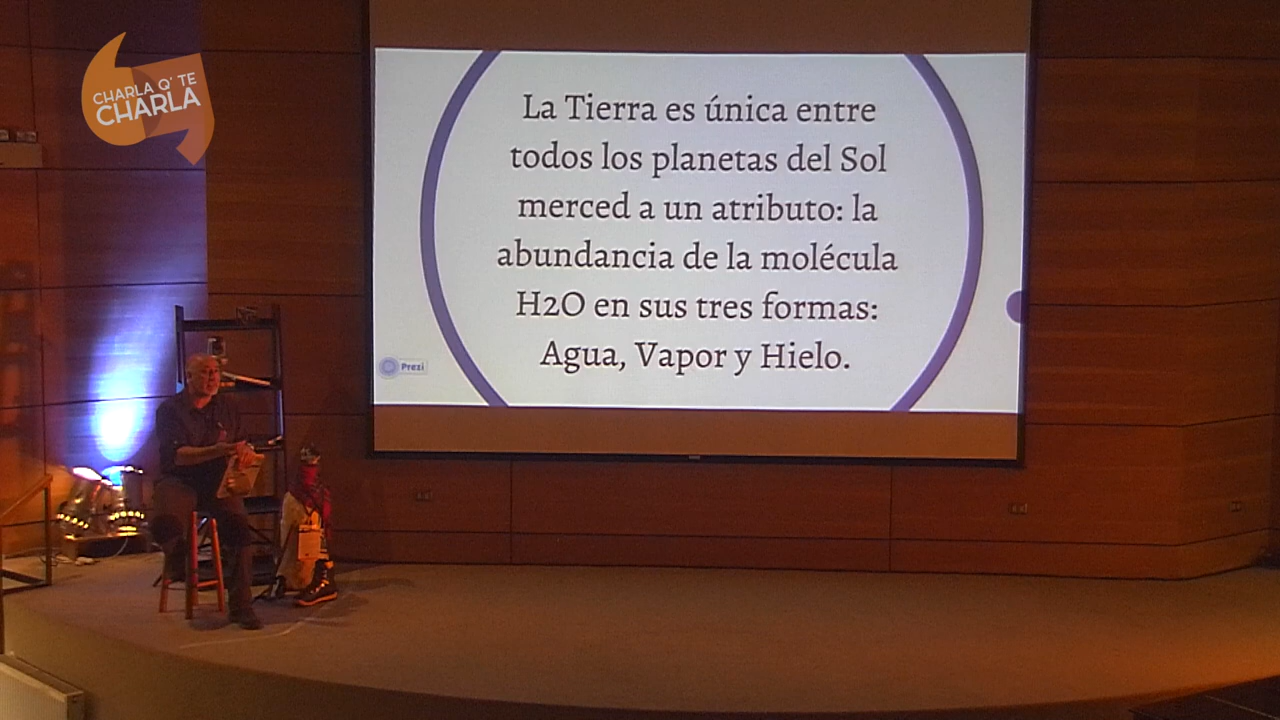 CHARLA Q' TE
CHARLA
La Tierra es única entre
todos los planetas del Sol
merced a un atributo: la
abundancia de la molécula
H2O en sus tres formas:
Agua, Vapor y Hielo.
Prezi